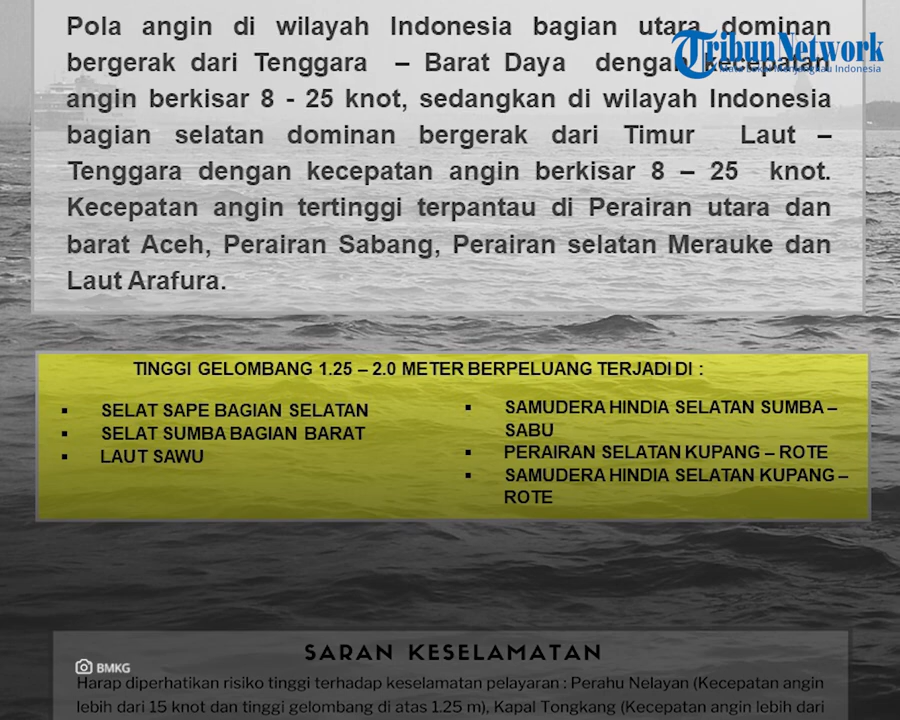 Pola angin di wilayah Indonesia bagian utara dominan
bergerak dari Tenggara – Barat Daya dengan kecepatan
angin berkisar 8 - 25 knot, sedangkan di wilayah Indonesia
bagian selatan dominan bergerak dari Timur Laut –
Tenggara dengan kecepatan angin berkisar 8 – 25 knot.
Kecepatan angin tertinggi terpantau di Perairan utara dan
barat Aceh, Perairan Sabang, Perairan selatan Merauke dan
Laut Arafura.
Tribun Network
Indonesia
TINGGI GELOMBANG 1.25 – 2.0 METER BERPELUANG TERJADI DI :
▪ SELAT SAPE BAGIAN SELATAN
▪ SELAT SUMBA BAGIAN BARAT
▪ LAUT SAWU
▪ SAMUDERA HINDIA SELATAN SUMBA –
SABU
▪ PERAIRAN SELATAN KUPANG – ROTE
▪ SAMUDERA HINDIA SELATAN KUPANG –
ROTE
SARAN KESELAMATAN
BMKG
Harap diperhatikan risiko tinggi terhadap keselamatan pelayaran : Perahu Nelayan (Kecepatan angin
lebih dari 15 knot dan tinggi gelombang di atas 1.25 m), Kapal Tongkang (Kecepatan angin lebih dari